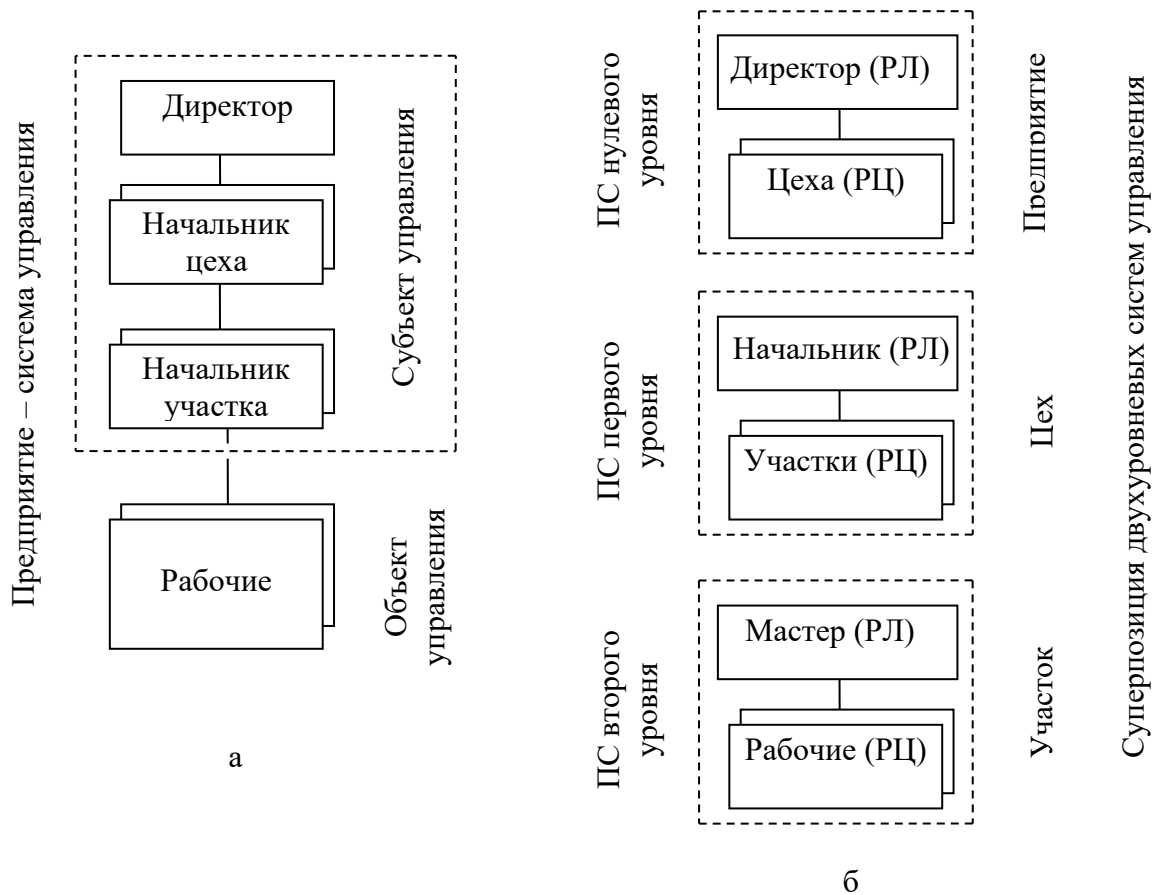 Предприятие – система управления
Директор
Начальник
цеха
Начальник
участка
Субъект управления
Рабочие
Объект
управления
а
ПС нулевого
уровня
Директор (РЛ)
Цеха (РЦ)
Предприятие
ПС первого
уровня
Начальник (РЛ)
Участки (РЦ)
Цех
ПС второго
уровня
Мастер (РЛ)
Рабочие (РЦ)
Участок
Суперпозиция двухуровневых систем управления
б